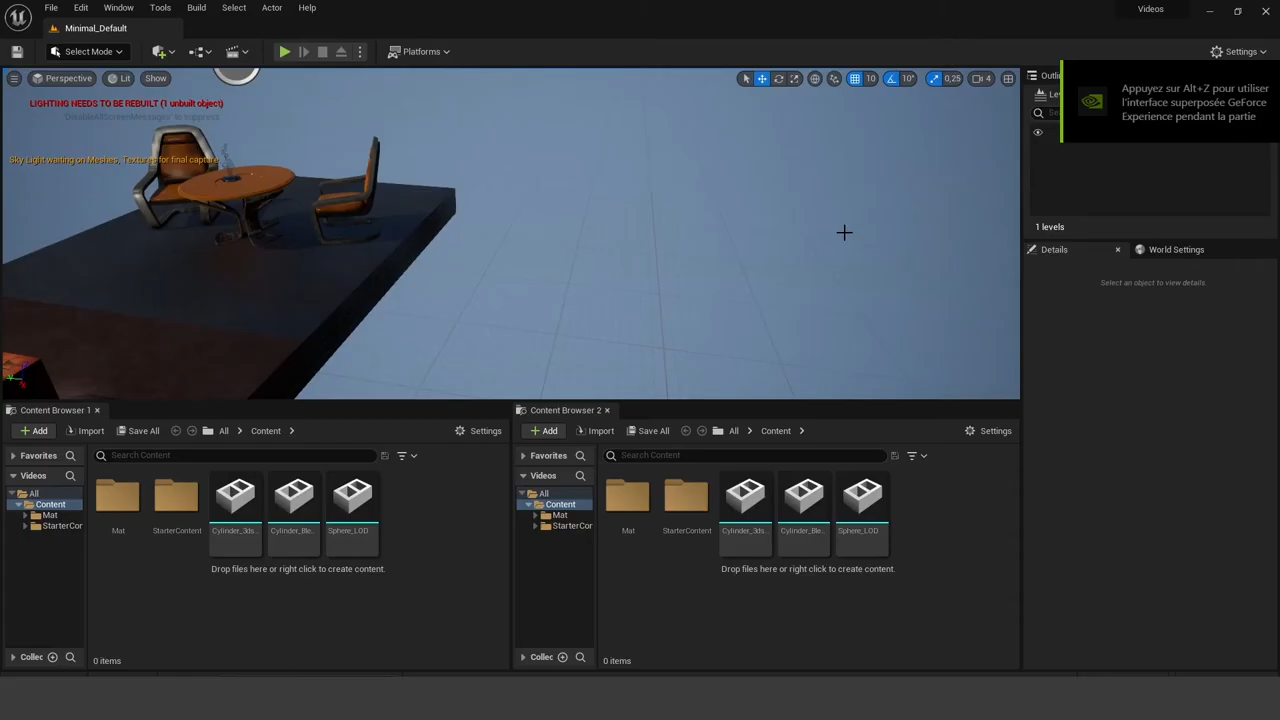 File Edit Window Tools Build Select Actor Help
Videos
Minimal_Default
Select Mode
Platforms
Settings
Perspective Lit Show
10 10° 0,25 4
LIGHTING NEEDS TO BE REBUILT (1 unbuilt object)
'DisableAllScreenMessages' to suppress
Sky Light waiting on Meshes, Textures for final capture.
Appuyez sur Alt+Z pour utiliser
l'interface superposée GeForce
Experience pendant la partie
1 levels
Details World Settings
Select an object to view details.
Content Browser 1
Add Import Save All All Content Settings
Favorites
Search Content
Videos
All
Content
Mat
StarterCor
Mat StarterContent Cylinder_3ds... Cylinder_Ble... Sphere_LOD
Drop files here or right click to create content.
Collec
0 items
Content Browser 2
Add Import Save All All Content Settings
Favorites
Search Content
Videos
All
Content
Mat
StarterCor
Mat StarterContent Cylinder_3ds... Cylinder_Ble... Sphere_LOD
Drop files here or right click to create content.
Collec
0 items